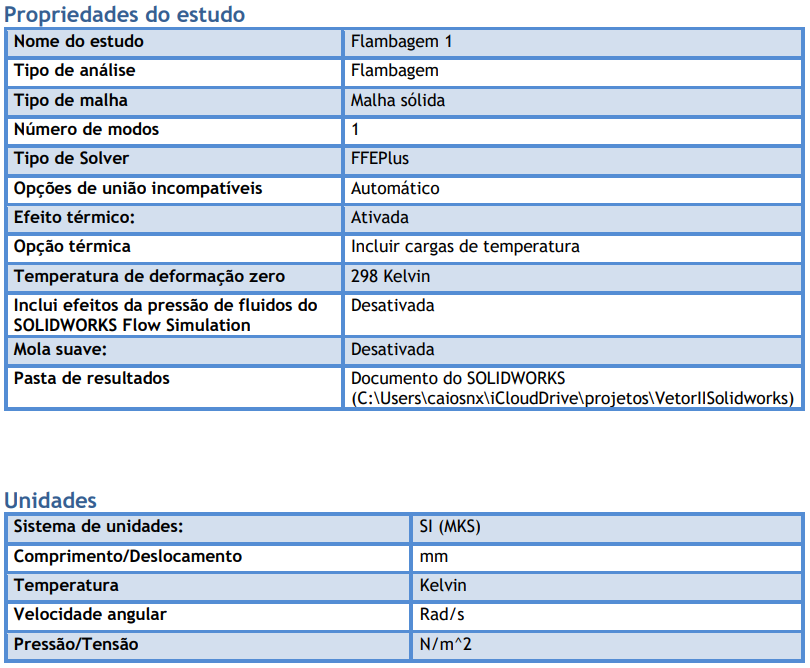 Propriedades do estudo
Nome do estudo Flambagem 1
Tipo de análise Flambagem
Tipo de malha Malha sólida
Número de modos 1
Tipo de Solver FFEPlus
Opções de união incompatíveis Automático
Efeito térmico: Ativada
Opção térmica Incluir cargas de temperatura
Temperatura de deformação zero 298 Kelvin
Inclui efeitos da pressão de fluidos do Desativada
SOLIDWORKS Flow Simulation
Mola suave: Desativada
Pasta de resultados Documento do SOLIDWORKS
(C:\Users\caiosnx\iCloudDrive\projetos\VetorIISolidworks)
Unidades
Sistema de unidades: SI (MKS)
Comprimento/Deslocamento mm
Temperatura Kelvin
Velocidade angular Rad/s
Pressão/Tensão N/m^2